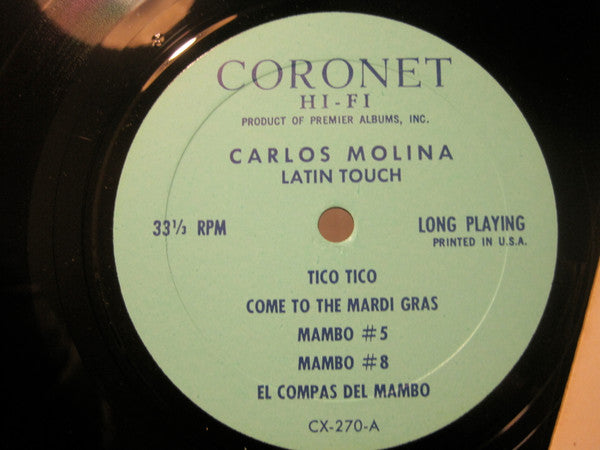 CORONET
HI-FI
PRODUCT OF PREMIER ALBUMS, INC.
CARLOS MOLINA
LATIN TOUCH
33⅓ RPM
LONG PLAYING
PRINTED IN U.S.A.
TICO TICO
COME TO THE MARDI GRAS
MAMBO #5
MAMBO #8
EL COMPAS DEL MAMBO
CX-270-A